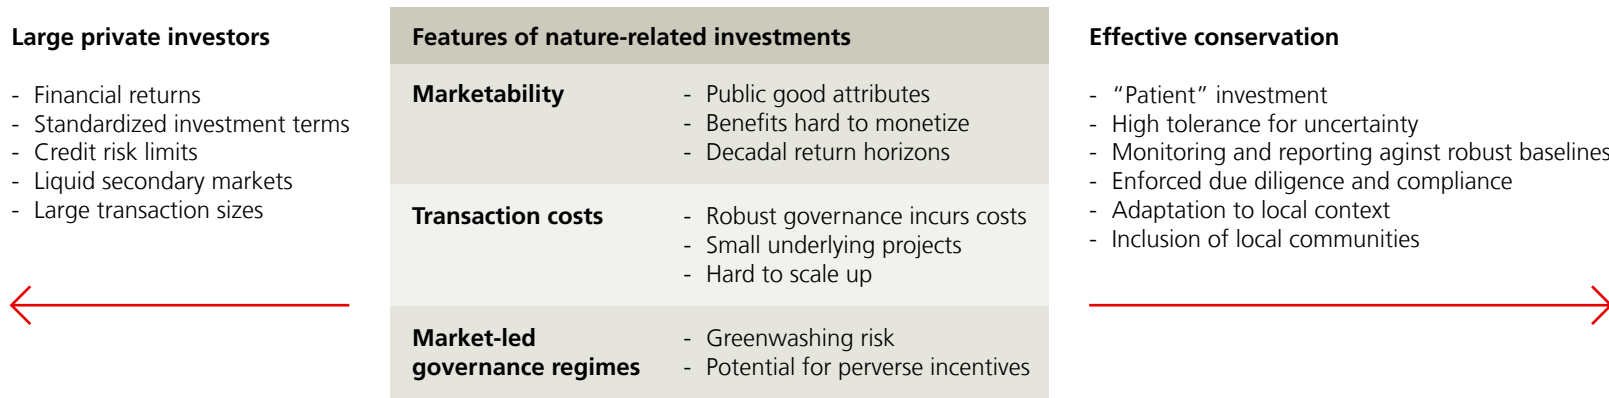 Large private investors
- Financial returns
- Standardized investment terms
- Credit risk limits
- Liquid secondary markets
- Large transaction sizes
Features of nature-related investments
Marketability
- Public good attributes
- Benefits hard to monetize
- Decadal return horizons
Transaction costs
- Robust governance incurs costs
- Small underlying projects
- Hard to scale up
Market-led
governance regimes
- Greenwashing risk
- Potential for perverse incentives
Effective conservation
- “Patient” investment
- High tolerance for uncertainty
- Monitoring and reporting aginst robust baselines
- Enforced due diligence and compliance
- Adaptation to local context
- Inclusion of local communities